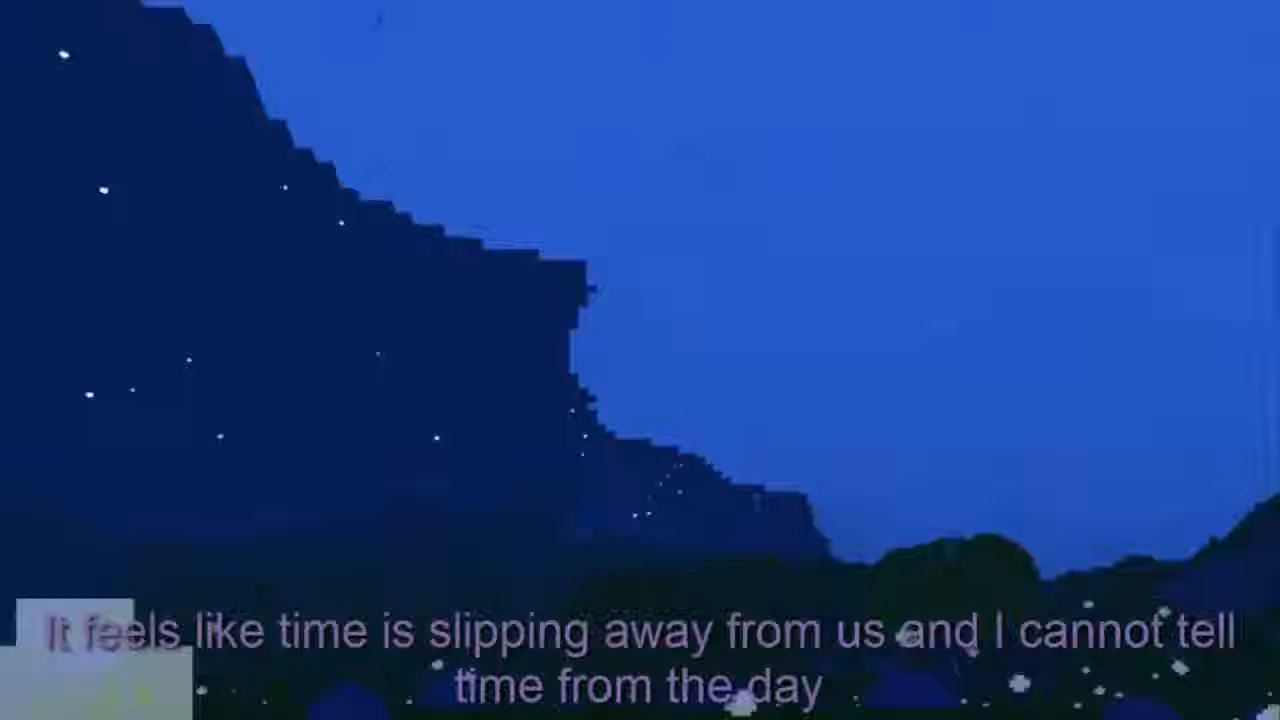 It feels like time is slipping away from us and I cannot tell
time from the day